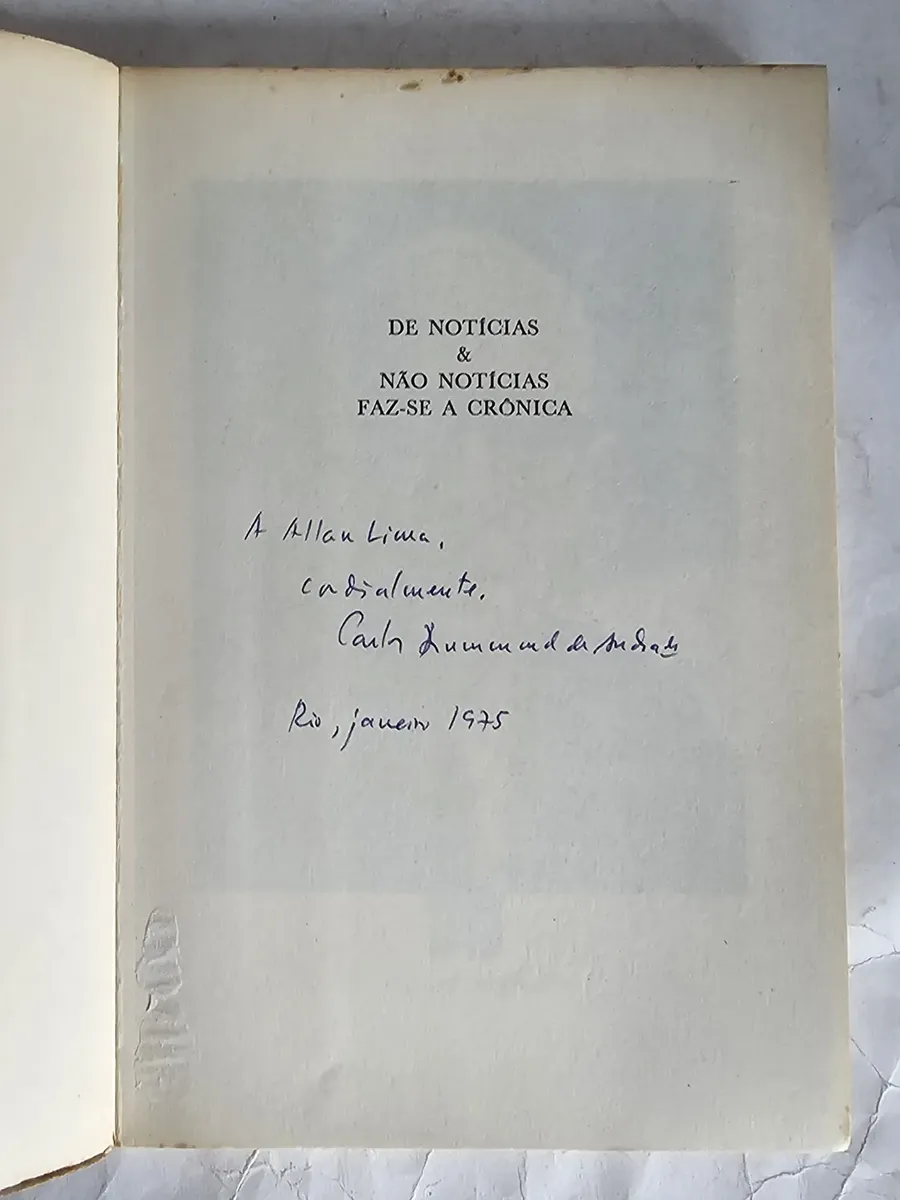 DE NOTÍCIAS
&
NÃO NOTÍCIAS
FAZ-SE A CRÔNICA
A Allan Lima,
cordialmente.
Carlos Drummond de Andrade
Rio, janeiro 1975